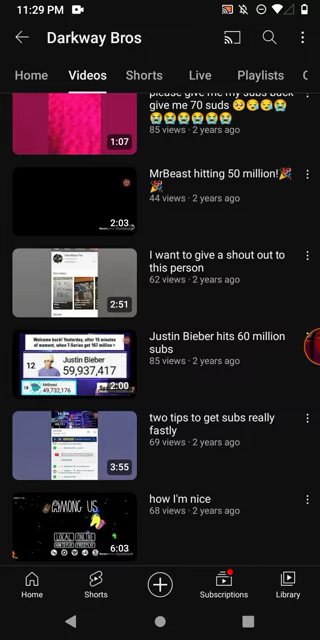 11:29 PM
Darkway Bros
Home Videos Shorts Live Playlists C
please give me my subs back
give me 70 suds 🥺😢😢😭
😭😭😭😭😭😭
85 views · 2 years ago
1:07
MrBeast hitting 50 million!🎉
🎉
44 views · 2 years ago
2:03
I want to give a shout out to
this person
62 views · 2 years ago
2:51
Justin Bieber hits 60 million
subs
85 views · 2 years ago
Welcome back! Yesterday, after 10 minutes
of moment, when T-Series got 167 million
12 Justin Bieber
59,937,417
49,732,176
2:00
two tips to get subs really
fastly
69 views · 2 years ago
3:55
how I'm nice
68 views · 2 years ago
AMONG US
LOCAL ONLINE
6:03
Home Shorts Subscriptions Library